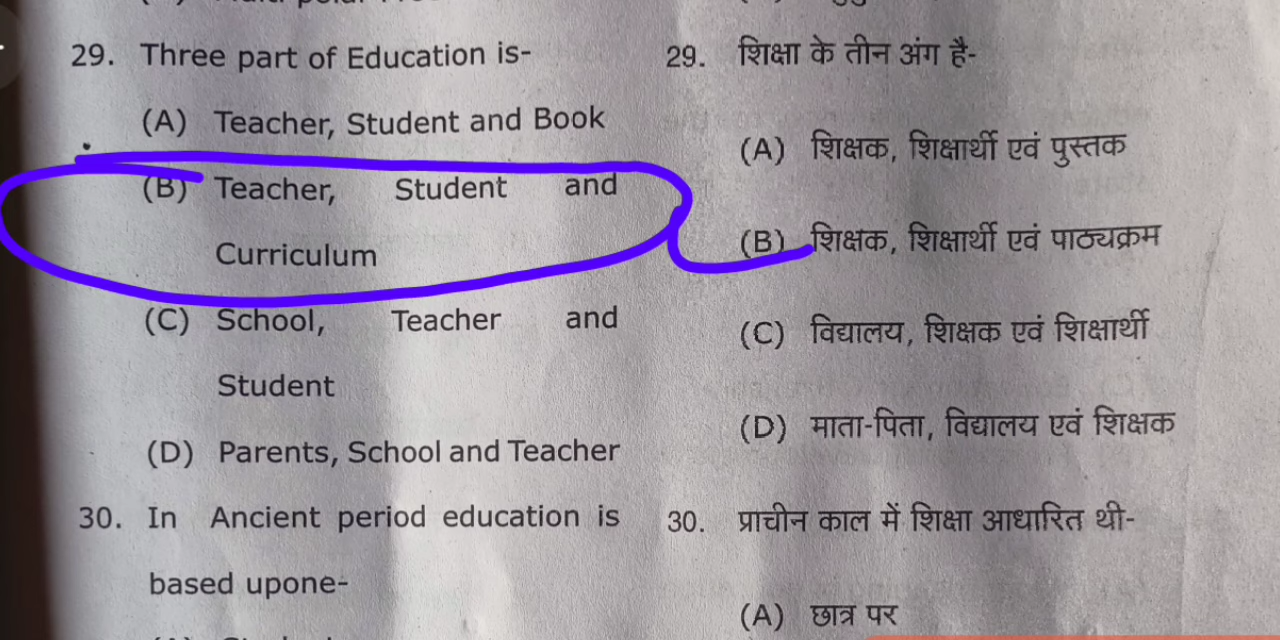 29. Three part of Education is-
(A) Teacher, Student and Book
(B) Teacher, Student and
Curriculum
(C) School, Teacher and
Student
(D) Parents, School and Teacher
30. In Ancient period education is
based upone-
29. शिक्षा के तीन अंग है-
(A) शिक्षक, शिक्षार्थी एवं पुस्तक
(B) शिक्षक, शिक्षार्थी एवं पाठ्यक्रम
(C) विद्यालय, शिक्षक एवं शिक्षार्थी
(D) माता-पिता, विद्यालय एवं शिक्षक
30. प्राचीन काल में शिक्षा आधारित थी-
(A) छात्र पर